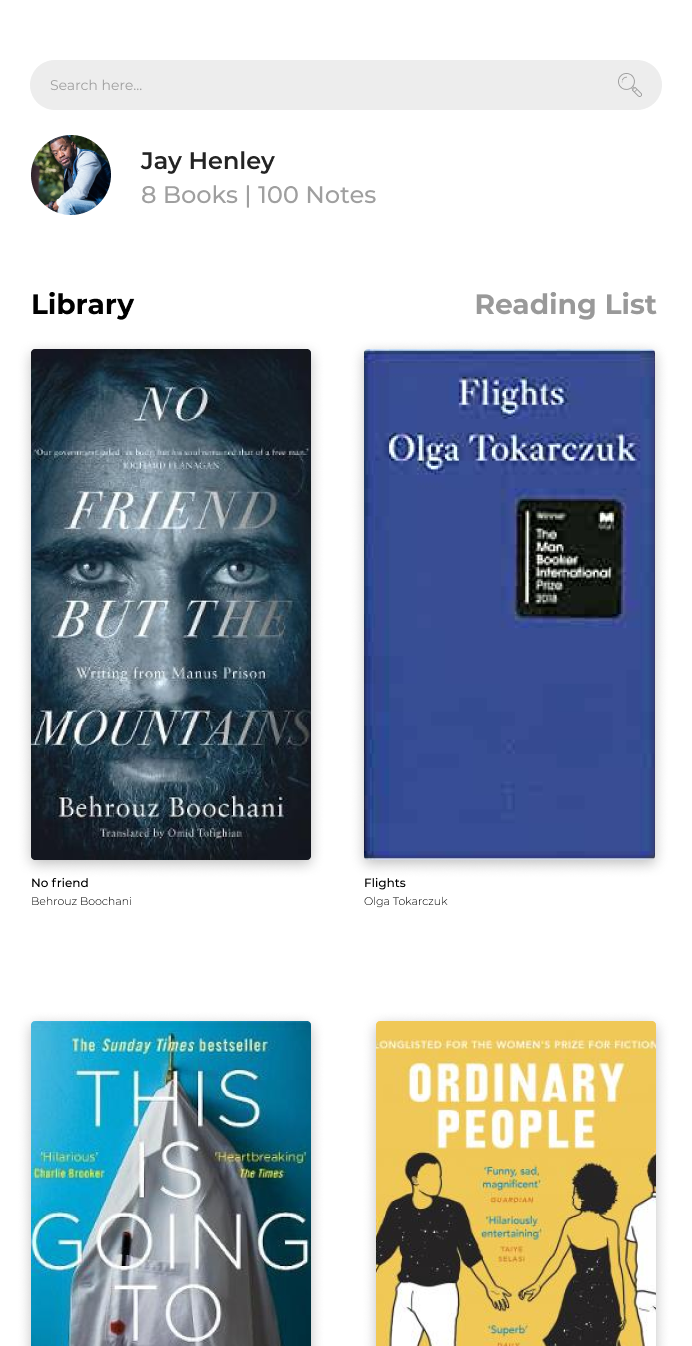 Search here...
Jay Henley
8 Books | 100 Notes
Library
Reading List
NO
'Our government jailed his body, but his soul remained that of a free man.'
RICHARD FLANAGAN
FRIEND
BUT THE
Writing from Manus Prison
MOUNTAINS
Behrouz Boochani
Translated by Omid Tofighian
No friend
Behrouz Boochani
Flights
Olga Tokarczuk
Winner
The
Man
Booker
International
Prize
2018
Flights
Olga Tokarczuk
The Sunday Times bestseller
THIS
IS
'Hilarious'
Charlie Brooker
'Heartbreaking'
The Times
GOING
TO
LONGLISTED FOR THE WOMEN'S PRIZE FOR FICTION
ORDINARY
PEOPLE
'Funny, sad,
magnificent'
GUARDIAN
'Hilariously
entertaining'
TAIYE
SELASI
'Superb'